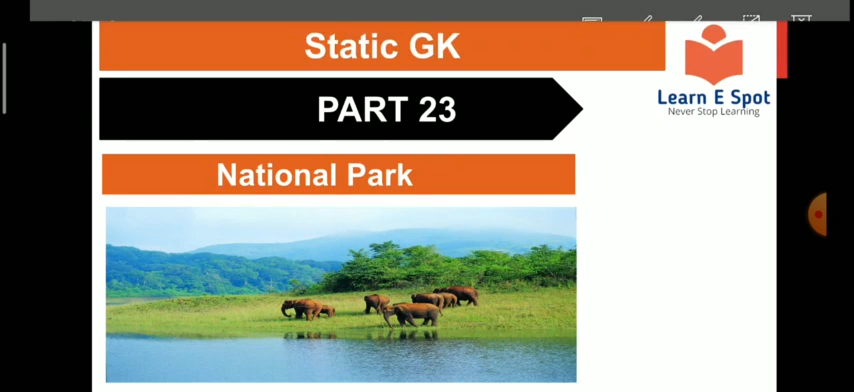 Static GK
PART 23
Learn E Spot
Never Stop Learning
National Park